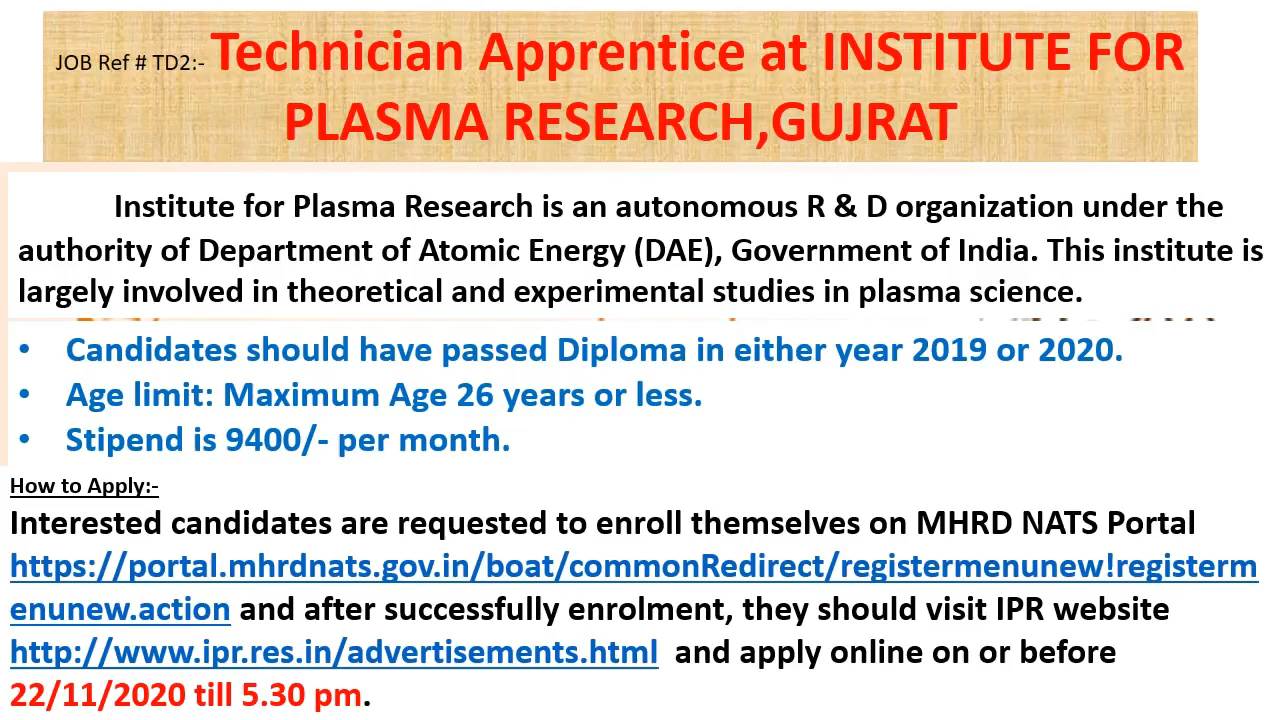 JOB Ref # TD2:- Technician Apprentice at INSTITUTE FOR
PLASMA RESEARCH,GUJRAT
Institute for Plasma Research is an autonomous R & D organization under the
authority of Department of Atomic Energy (DAE), Government of India. This institute is
largely involved in theoretical and experimental studies in plasma science.
• Candidates should have passed Diploma in either year 2019 or 2020.
• Age limit: Maximum Age 26 years or less.
• Stipend is 9400/- per month.
How to Apply:-
Interested candidates are requested to enroll themselves on MHRD NATS Portal
https://portal.mhrdnats.gov.in/boat/commonRedirect/registermenunew!registerm
enunew.action and after successfully enrolment, they should visit IPR website
http://www.ipr.res.in/advertisements.html and apply online on or before
22/11/2020 till 5.30 pm.